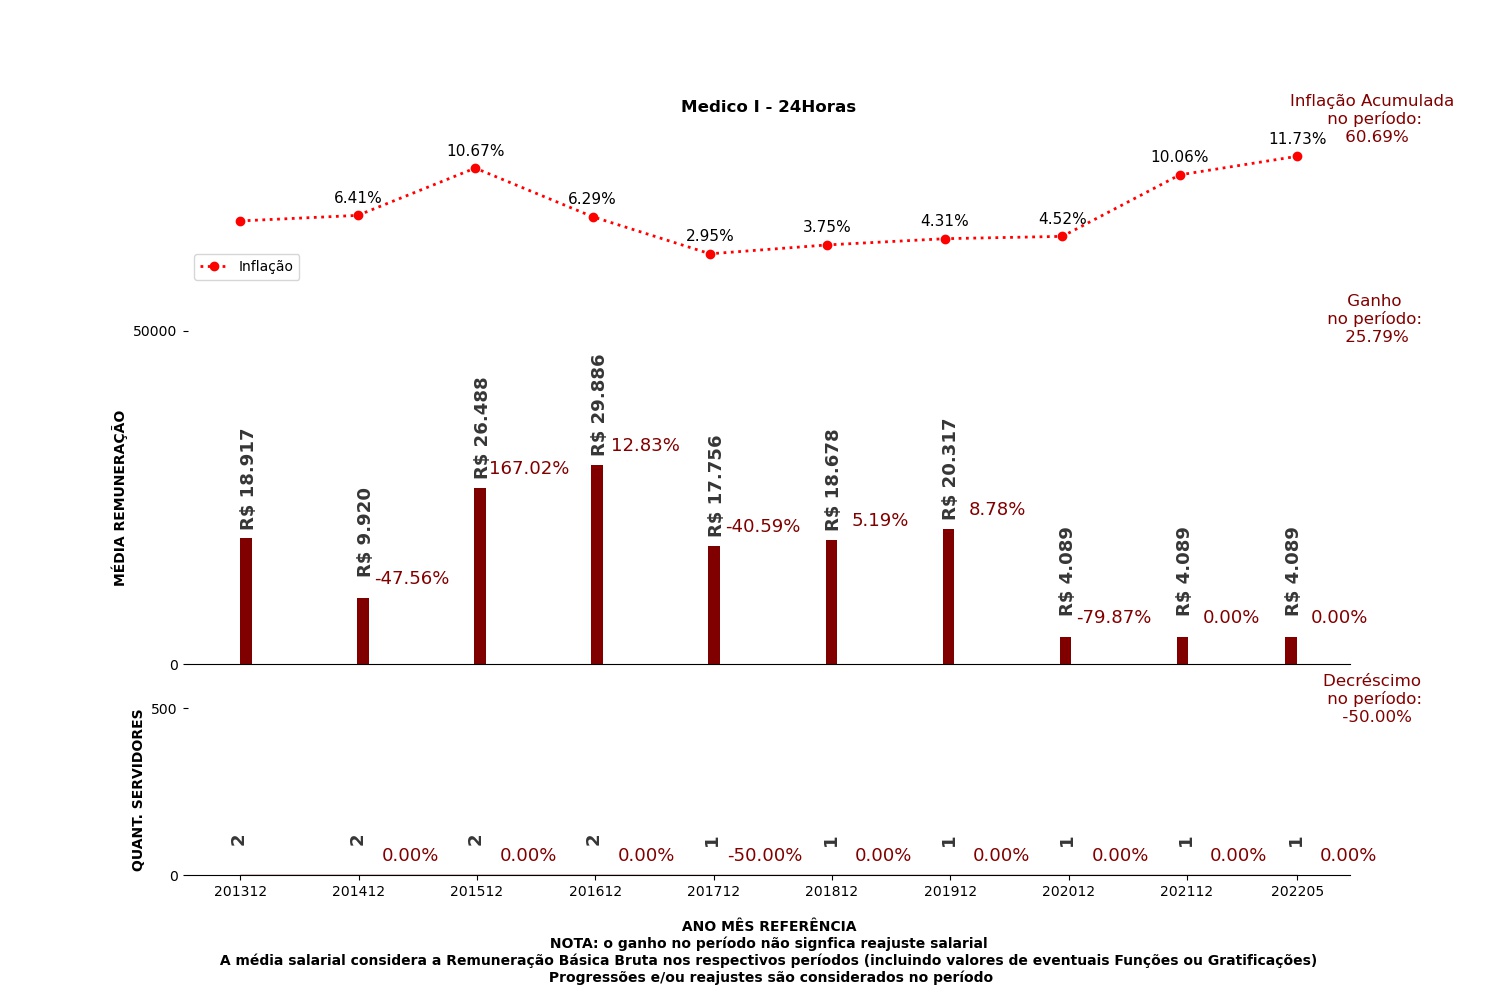 Medico I - 24Horas
Inflação Acumulada
no período:
60.69%
6.41%
10.67%
6.29%
2.95%
3.75%
4.31%
4.52%
10.06%
11.73%
Inflação
Ganho
no período:
25.79%
50000
0
MÉDIA REMUNERAÇÃO
R$ 18.917
R$ 9.920
R$ 26.488
R$ 29.886
R$ 17.756
R$ 18.678
R$ 20.317
R$ 4.089
R$ 4.089
R$ 4.089
-47.56%
167.02%
12.83%
-40.59%
5.19%
8.78%
-79.87%
0.00%
0.00%
Decréscimo
no período:
-50.00%
500
0
QUANT. SERVIDORES
2
2
2
2
1
1
1
1
1
1
0.00%
0.00%
0.00%
-50.00%
0.00%
0.00%
0.00%
0.00%
0.00%
201312
201412
201512
201612
201712
201812
201912
202012
202112
202205
ANO MÊS REFERÊNCIA
NOTA: o ganho no período não signfica reajuste salarial
A média salarial considera a Remuneração Básica Bruta nos respectivos períodos (incluindo valores de eventuais Funções ou Gratificações)
Progressões e/ou reajustes são considerados no período